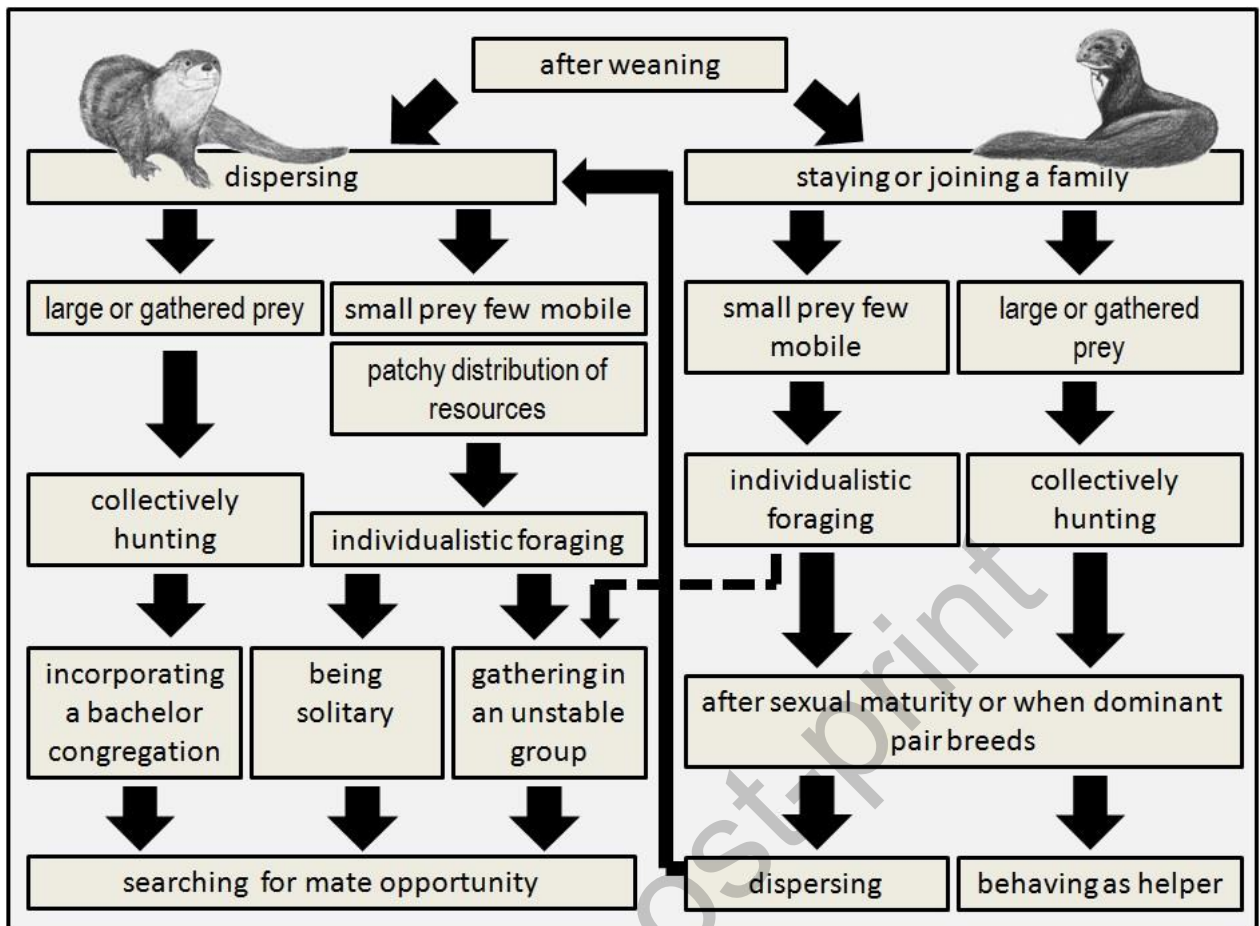 after weaning
dispersing
staying or joining a family
large or gathered prey
small prey few mobile
patchy distribution of
resources
small prey few
mobile
large or gathered
prey
collectively
hunting
individualistic foraging
individualistic
foraging
collectively
hunting
incorporating
a bachelor
congregation
being
solitary
gathering in
an unstable
group
after sexual maturity or when dominant
pair breeds
searching for mate opportunity
dispersing
behaving as helper
ost-print